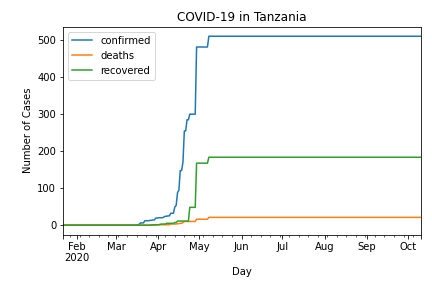 COVID-19 in Tanzania
confirmed
deaths
recovered
Number of Cases
500
400
300
200
100
0
Feb Mar Apr May Jun Jul Aug Sep Oct
2020
Day